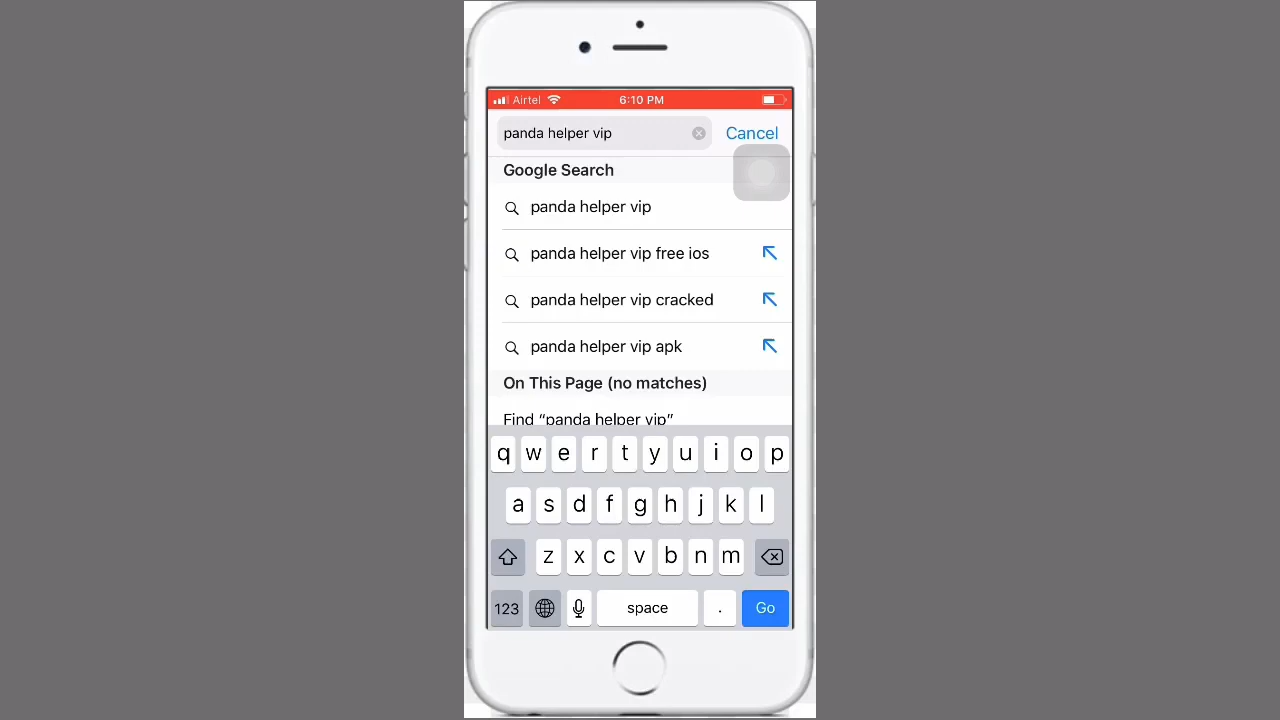 Airtel 6:10 PM
panda helper vip Cancel
Google Search
panda helper vip
panda helper vip free ios
panda helper vip cracked
panda helper vip apk
On This Page (no matches)
Find “panda helper vip”
q w e r t y u i o p
a s d f g h j k l
z x c v b n m
123 space . Go